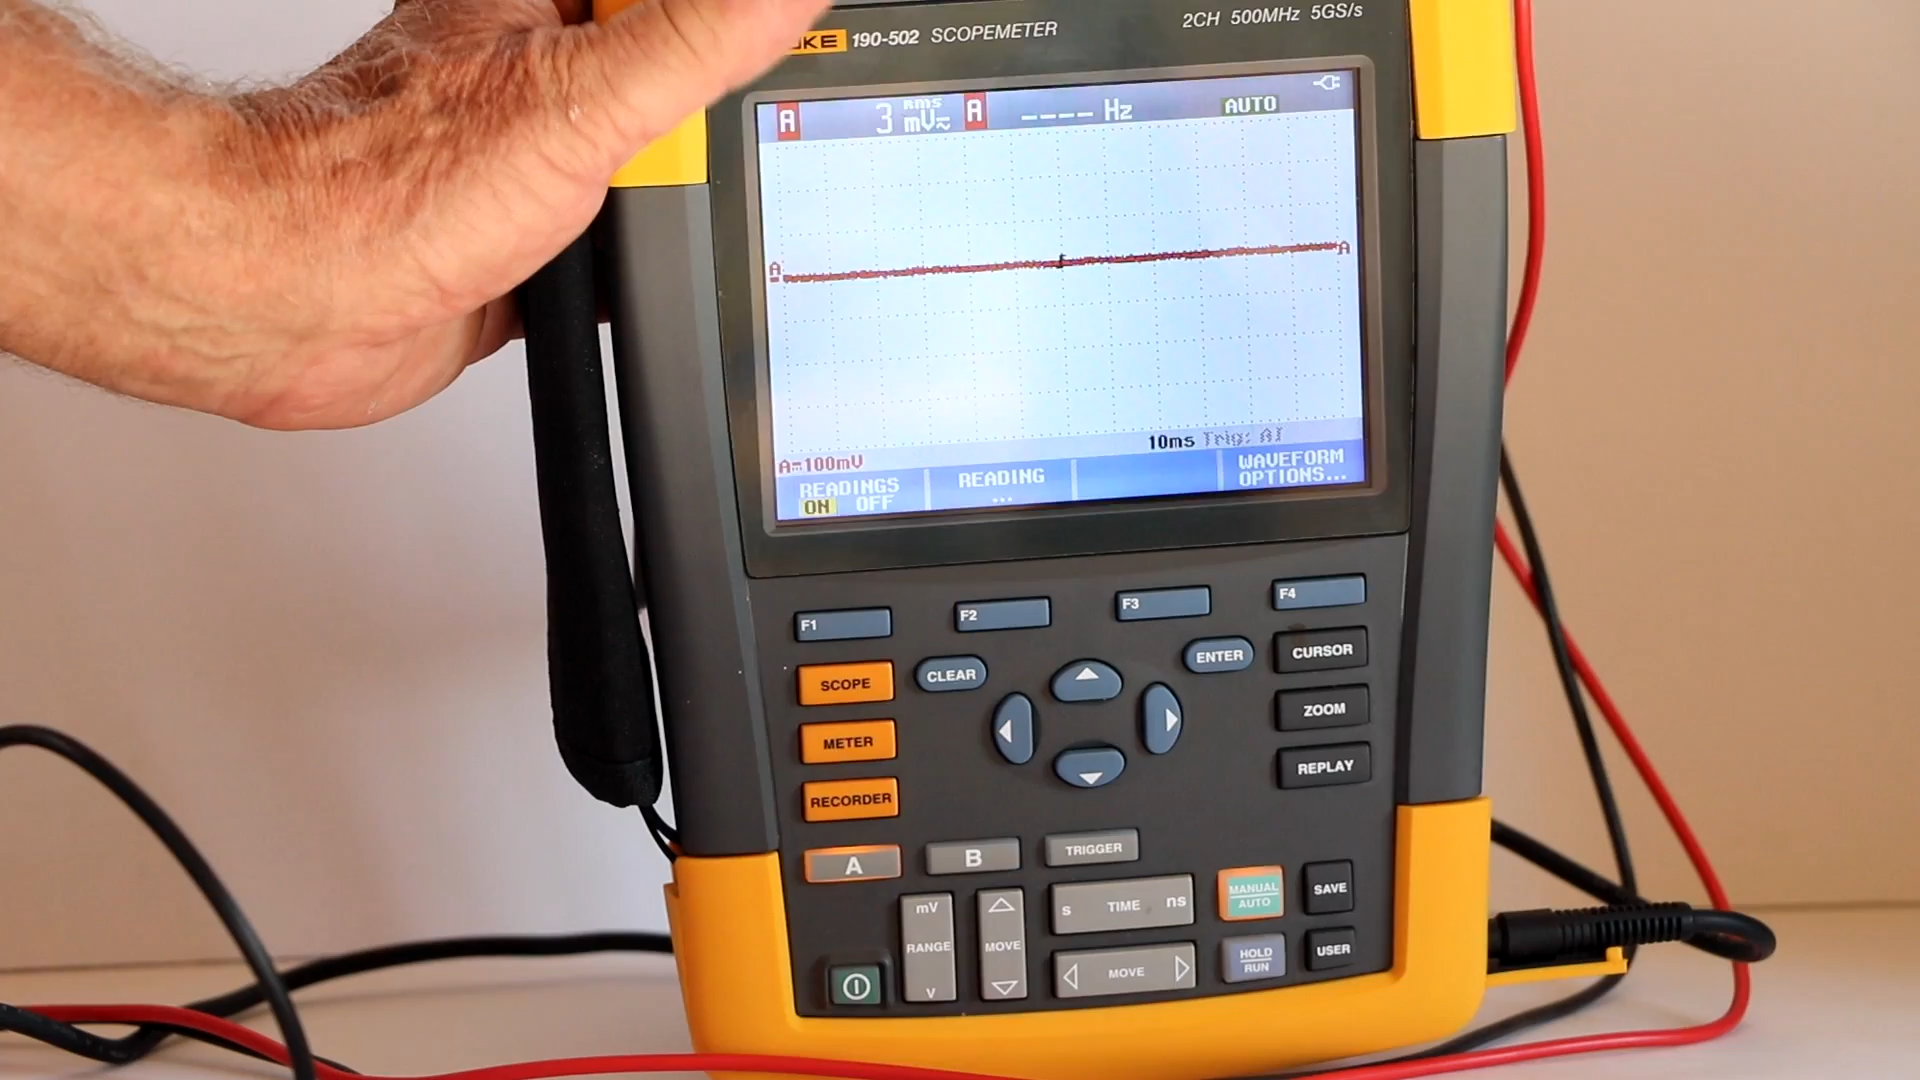 KE 190-502 SCOPEMETER 2CH 500MHz 5GS/s
A 3 rms mV A ---- Hz AUTO
A
A
10ms Trig: A
A 100mV
READINGS ON OFF
READING ...
WAVEFORM OPTIONS...
F1 F2 F3 F4
SCOPE CLEAR ENTER CURSOR
METER ZOOM
RECORDER REPLAY
A B TRIGGER
mV RANGE V
MOVE
s TIME ns
MANUAL AUTO
SAVE
MOVE
HOLD RUN
USER